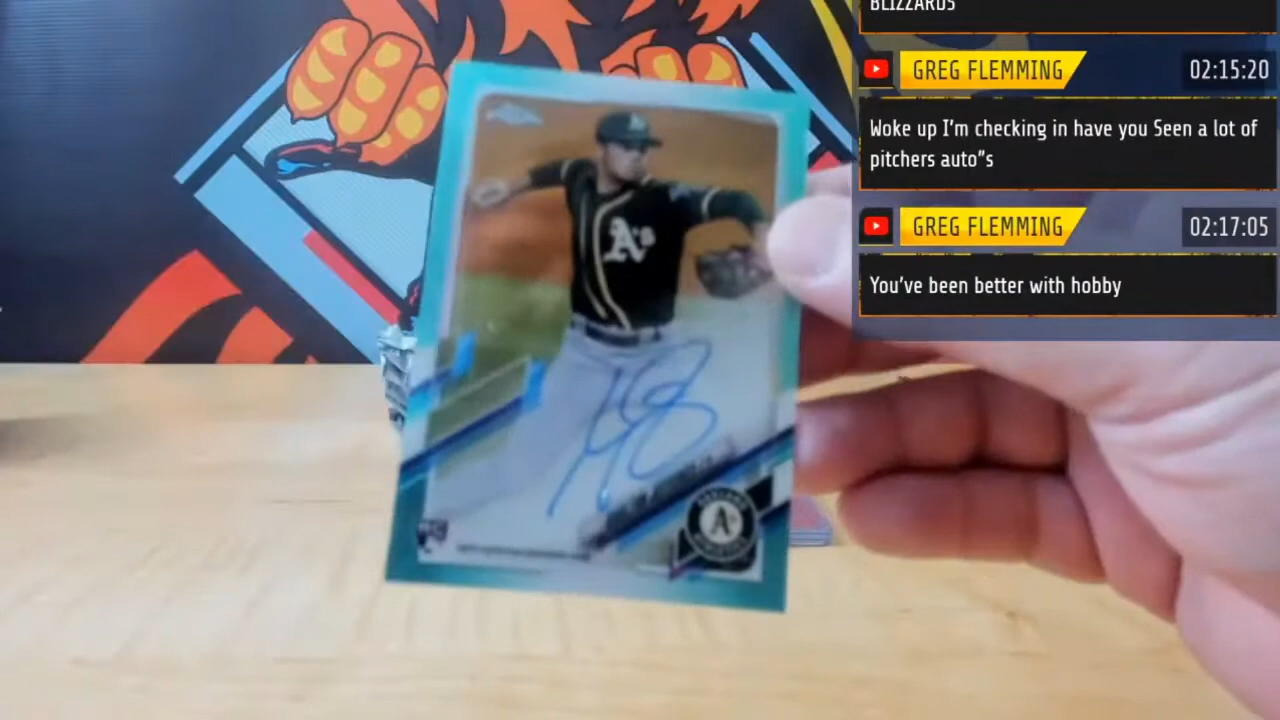 BLIZZARDS
GREG FLEMMING
02:15:20
Woke up I'm checking in have you Seen a lot of
pitchers auto"s
GREG FLEMMING
02:17:05
You've been better with hobby
A's
RC
A's